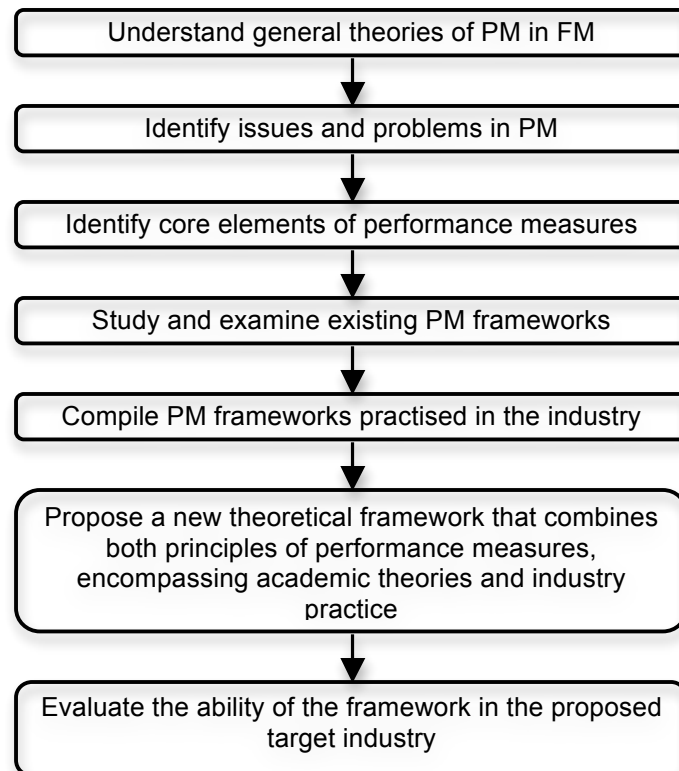 Understand general theories of PM in FM
Identify issues and problems in PM
Identify core elements of performance measures
Study and examine existing PM frameworks
Compile PM frameworks practised in the industry
Propose a new theoretical framework that combines
both principles of performance measures,
encompassing academic theories and industry
practice
Evaluate the ability of the framework in the proposed
target industry